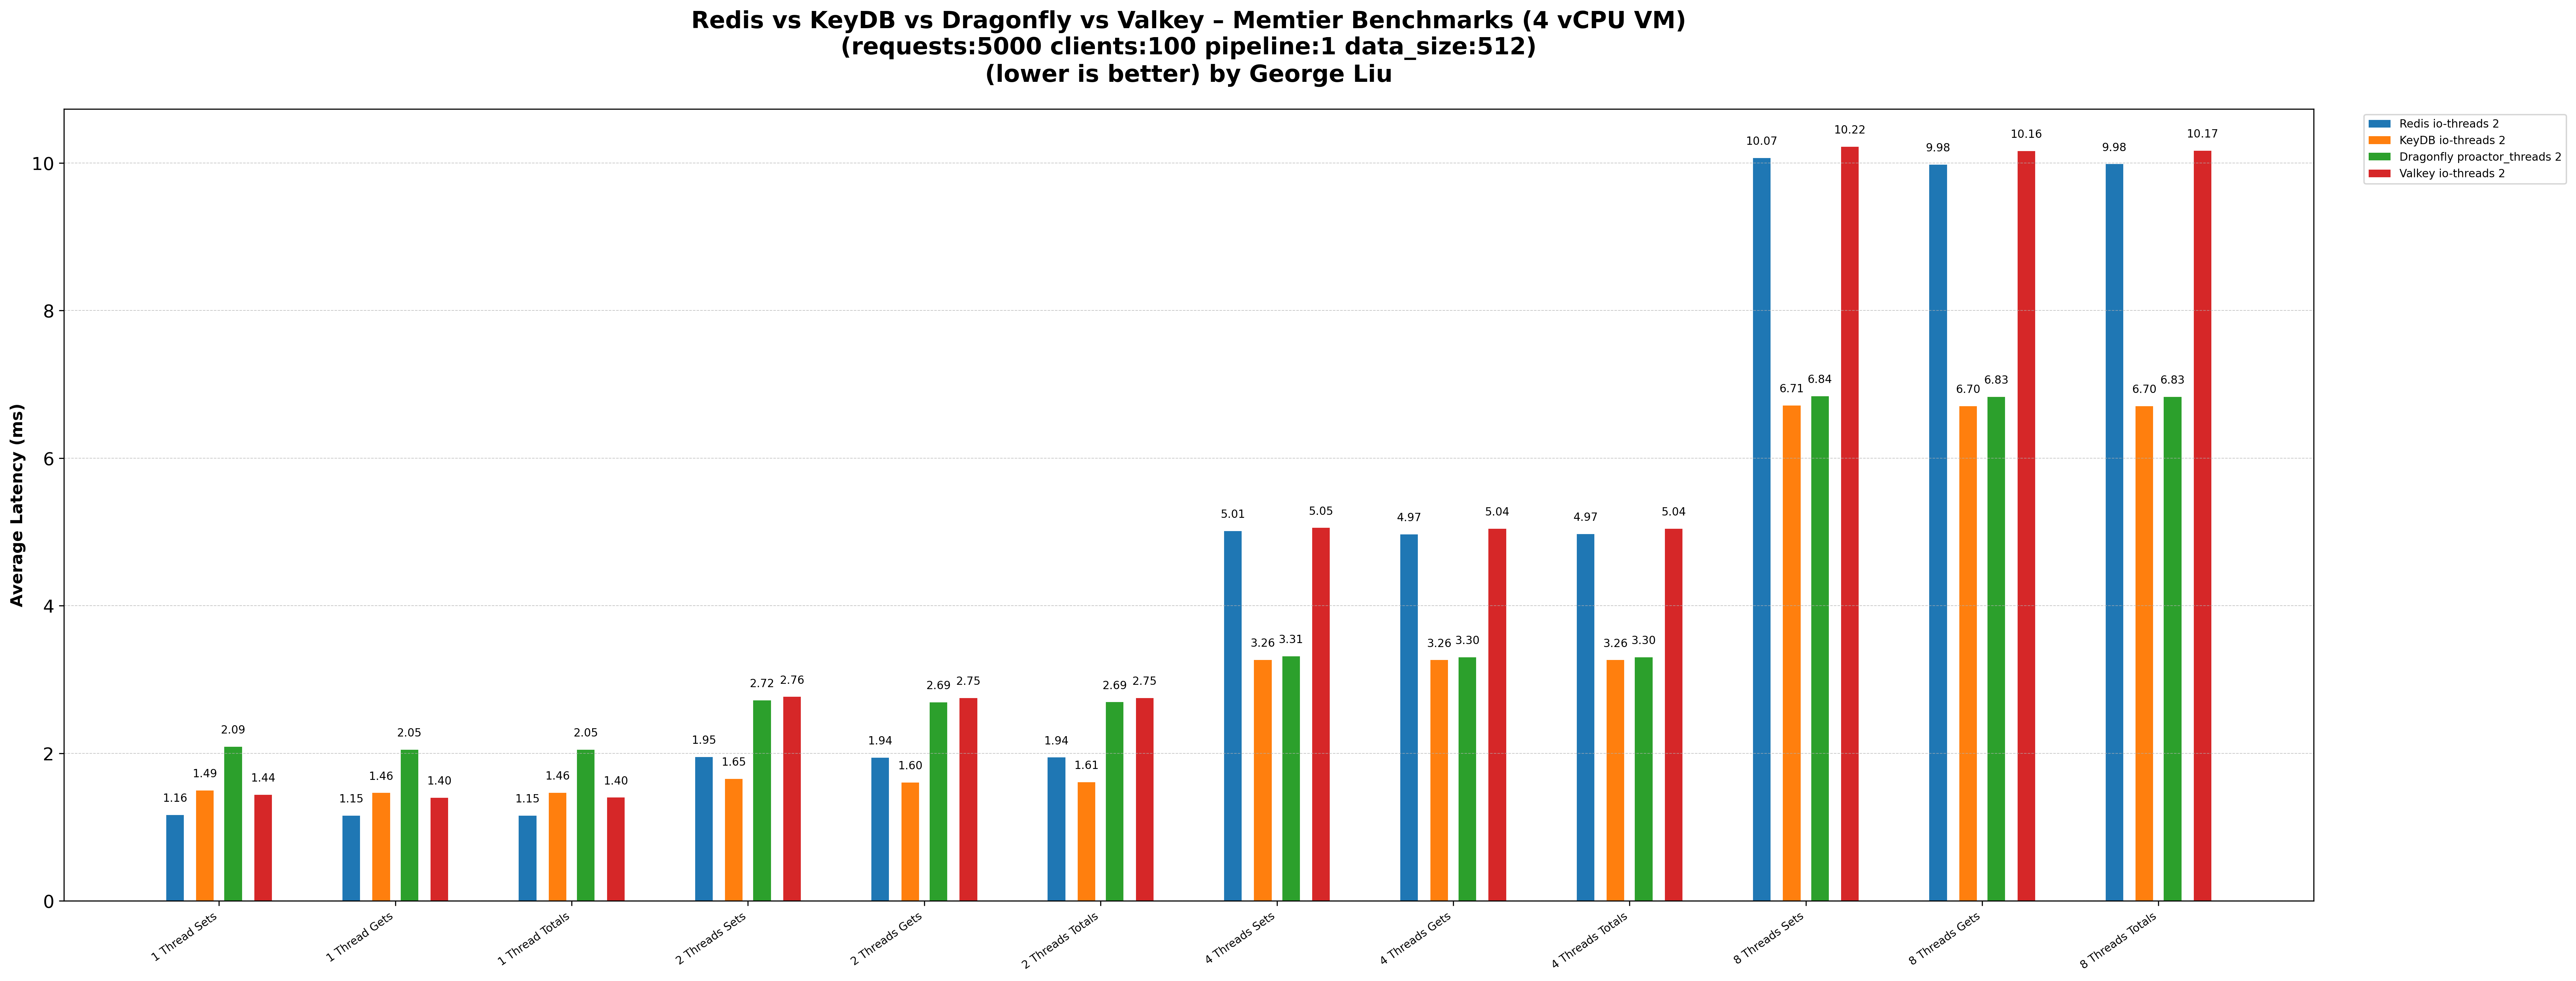 Redis vs KeyDB vs Dragonfly vs Valkey – Memtier Benchmarks (4 vCPU VM)
(requests:5000 clients:100 pipeline:1 data_size:512)
(lower is better) by George Liu
Redis io-threads 2
KeyDB io-threads 2
Dragonfly proactor_threads 2
Valkey io-threads 2
Average Latency (ms)
10
8
6
4
2
0
1.16
1.49
2.09
1.44
1.15
1.46
2.05
1.40
1.15
1.46
2.05
1.40
1.95
1.65
2.72
2.76
1.94
1.60
2.69
2.75
1.94
1.61
2.69
2.75
5.01
3.26
3.31
5.05
4.97
3.26
3.30
5.04
4.97
3.26
3.30
5.04
10.07
6.71
6.84
10.22
9.98
6.70
6.83
10.16
9.98
6.70
6.83
10.17
1 Thread Sets
1 Thread Gets
1 Thread Totals
2 Threads Sets
2 Threads Gets
2 Threads Totals
4 Threads Sets
4 Threads Gets
4 Threads Totals
8 Threads Sets
8 Threads Gets
8 Threads Totals